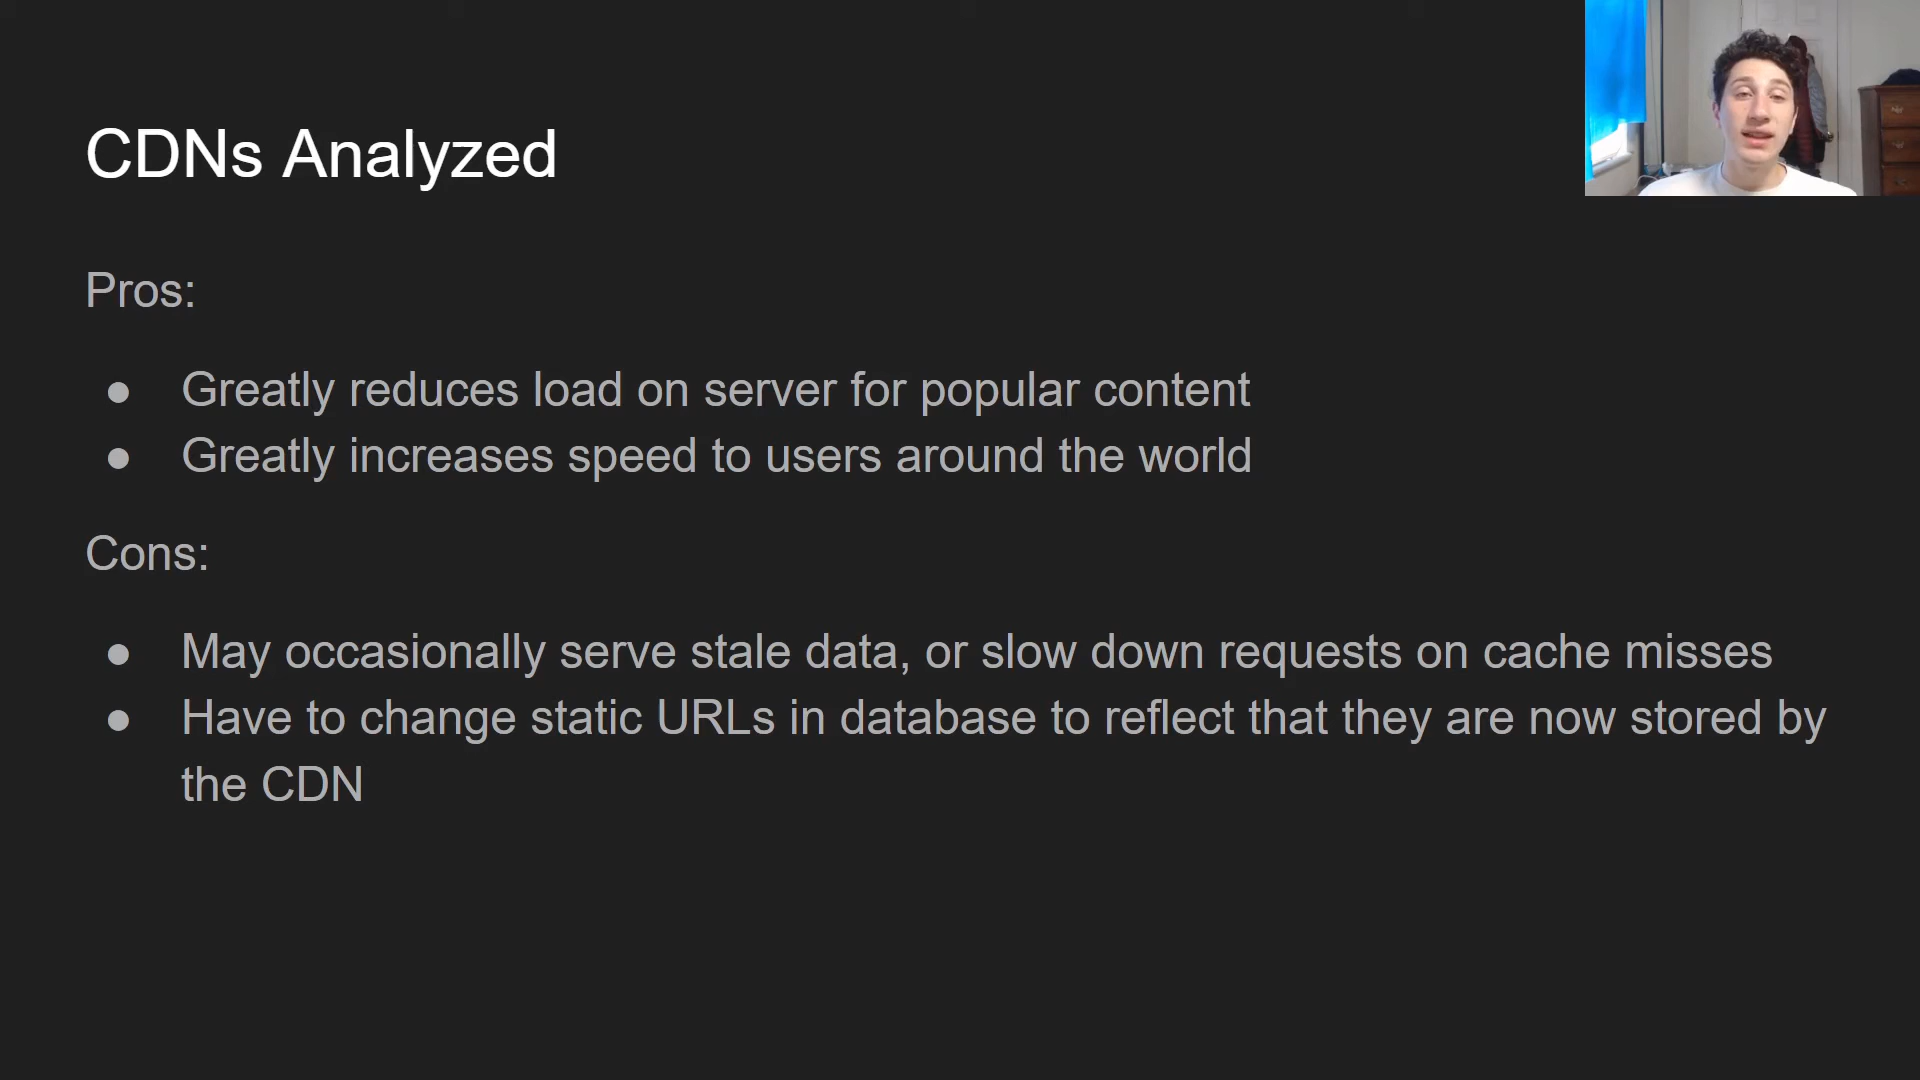 CDNs Analyzed
Pros:
● Greatly reduces load on server for popular content
● Greatly increases speed to users around the world
Cons:
● May occasionally serve stale data, or slow down requests on cache misses
● Have to change static URLs in database to reflect that they are now stored by
the CDN